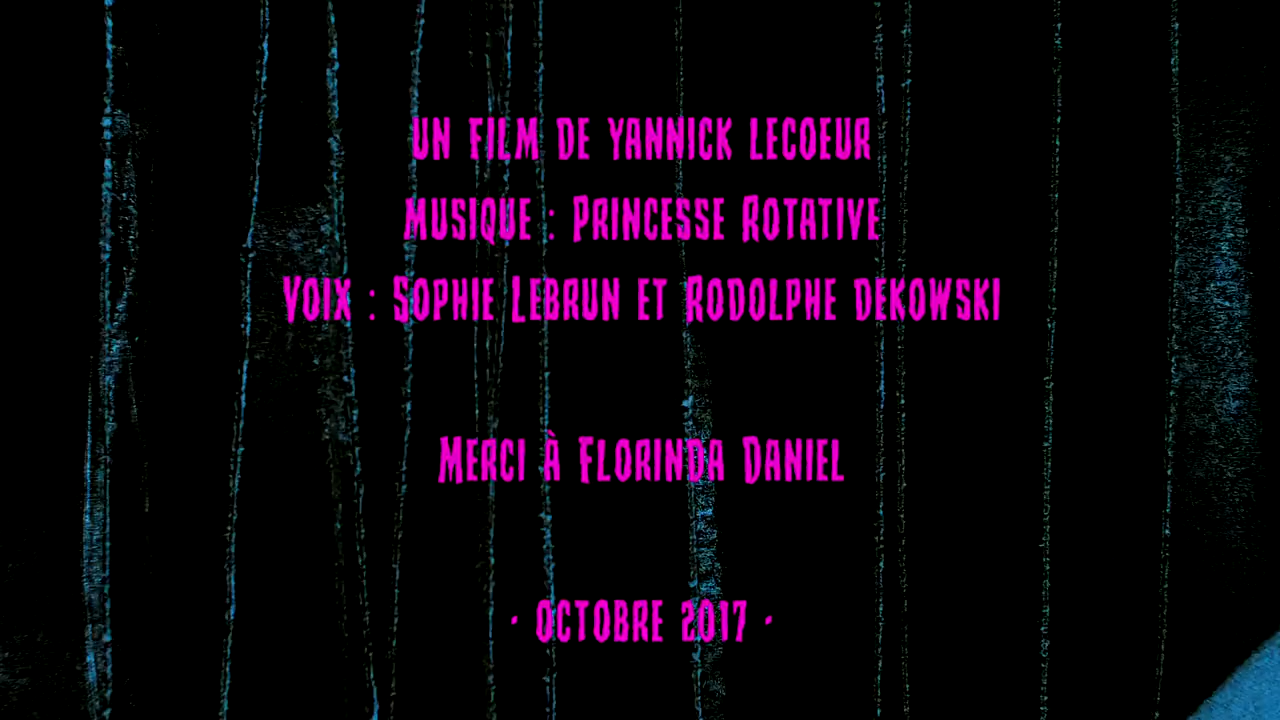 UN FILM DE YANNICK LECOEUR
MUSIQUE : PRINCESSE ROTATIVE
VOIX : SOPHIE LEBRUN ET RODOLPHE DEKOWSKI
MERCI À FLORINDA DANIEL
· OCTOBRE 2017 ·